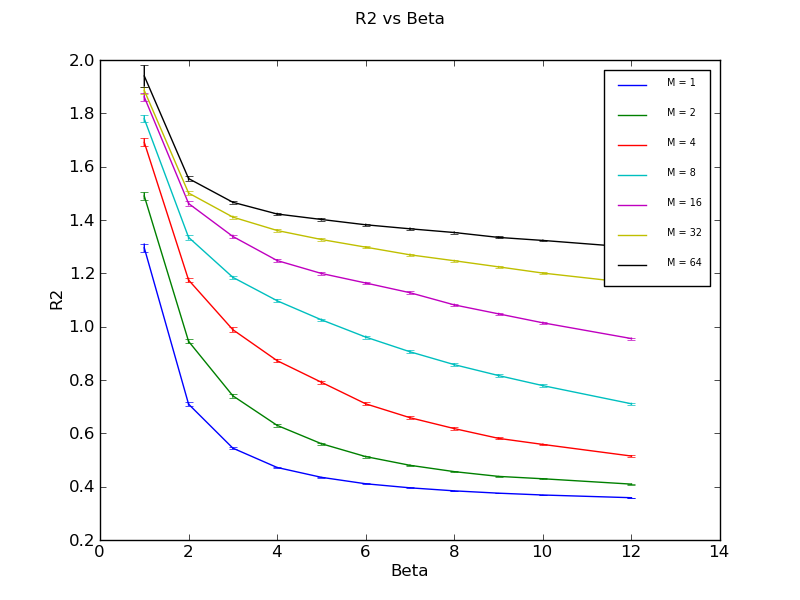 R2 vs Beta
2.0
1.8
1.6
1.4
1.2
1.0
0.8
0.6
0.4
0.2
R2
M = 1
M = 2
M = 4
M = 8
M = 16
M = 32
M = 64
0 2 4 6 8 10 12 14
Beta